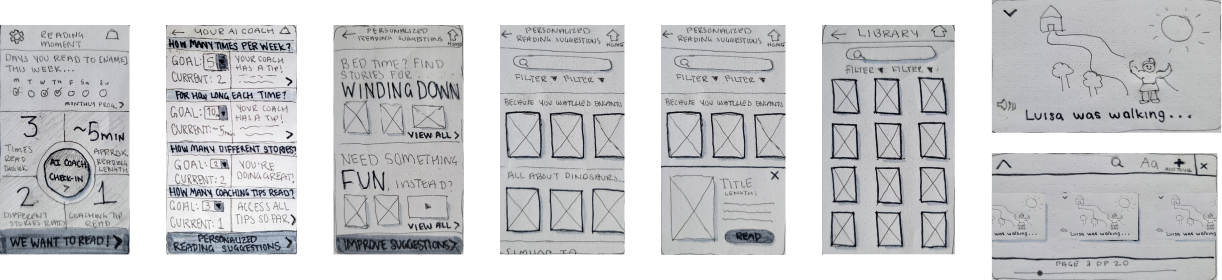 READING
MOMENT
DAYS YOU READ TO [NAME]
THIS WEEK...
M T W TH F Sa Su
MONTHLY PROG. >
3
TIMES
READ
~5 MIN
APPROX.
READING
LENGTH
AI COACH
CHECK-IN
>
2
DIFFERENT
STORIES READ
1
COACHING TIP
READ
WE WANT TO READ! >
← YOUR AI COACH
HOW MANY TIMES PER WEEK?
GOAL: 5
CURRENT: 2
YOUR COACH
HAS A TIP!
>
FOR HOW LONG EACH TIME?
GOAL: 10
CURRENT: ~5min
YOUR COACH
HAS A TIP!
>
HOW MANY DIFFERENT STORIES?
GOAL: 2
CURRENT: 2
YOU'RE
DOING GREAT!
HOW MANY COACHING TIPS READ?
GOAL: 3
CURRENT: 1
ACCESS ALL
TIPS SO FAR >
PERSONALIZED
READING SUGGESTIONS >
← PERSONALIZED
READING SUGGESTIONS
HOME
BED TIME? FIND
STORIES FOR
WINDING DOWN
VIEW ALL >
NEED SOMETHING
FUN, INSTEAD?
VIEW ALL >
IMPROVE SUGGESTIONS >
← PERSONALIZED
READING SUGGESTIONS
HOME
FILTER ▼ FILTER ▼
BECAUSE YOU WATCHED ENCANTO
ALL ABOUT DINOSAURS...
SIMILAR TO
← PERSONALIZED
READING SUGGESTIONS
HOME
FILTER ▼ FILTER ▼
BECAUSE YOU WATCHED ENCANTO
TITLE
LENGTH:
X
READ
← LIBRARY
FILTER ▼ FILTER ▼
Luisa was walking...
Aa + X
was walking...
Luisa was walking...
Luisa was walking...
PAGE 3 OF 20